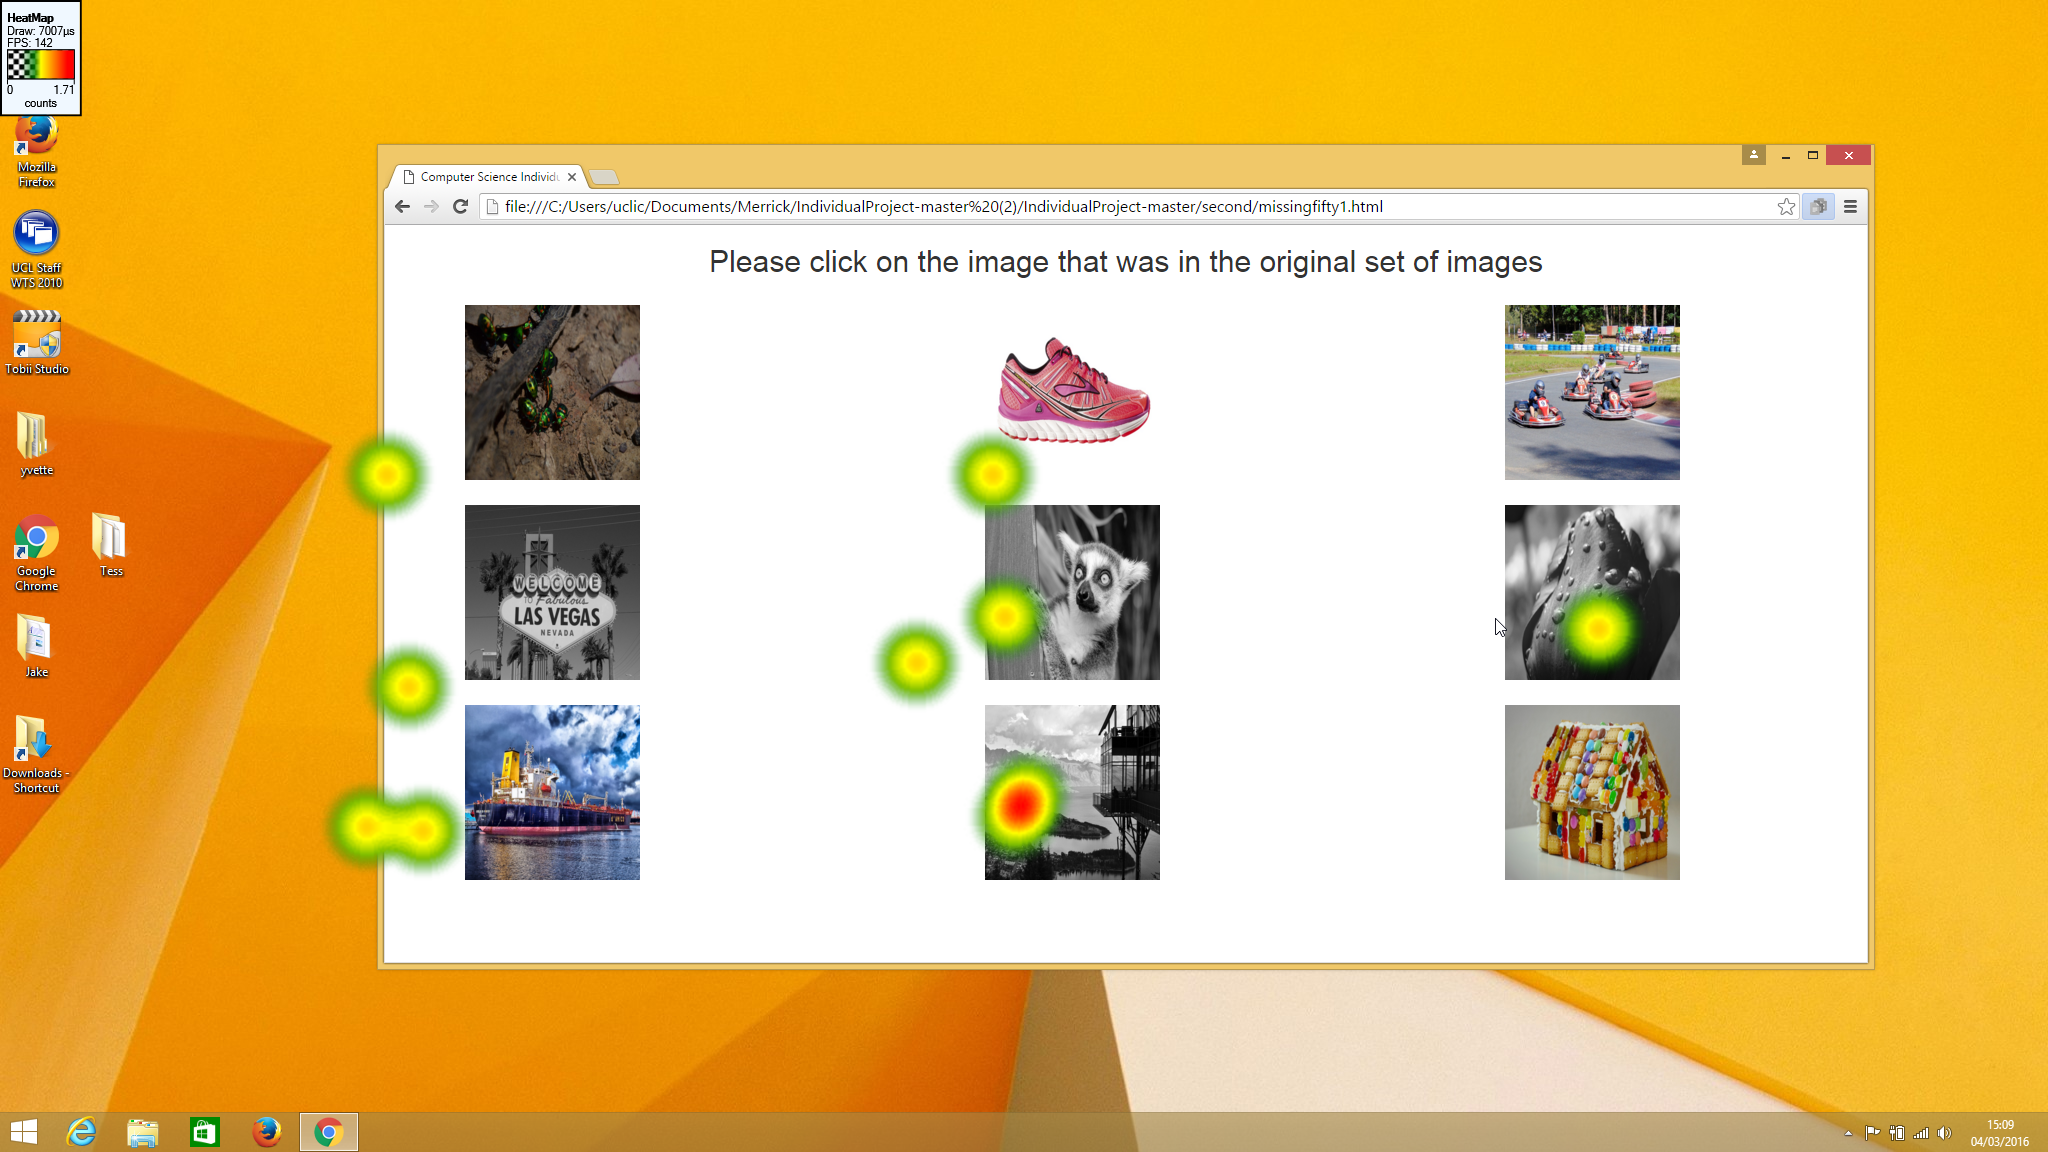 HeatMap
Draw: 7007µs
FPS: 142
0 1.71
counts
Mozilla
Firefox
UCL Staff
WTS 2010
Tobii Studio
yvette
Google
Chrome
Tess
Jake
Downloads -
Shortcut
Computer Science Individu
file:///C:/Users/uclic/Documents/Merrick/IndividualProject-master%20(2)/IndividualProject-master/second/missingfifty1.html
Please click on the image that was in the original set of images
WELCOME
TO Fabulous
LAS VEGAS
NEVADA
15:09
04/03/2016